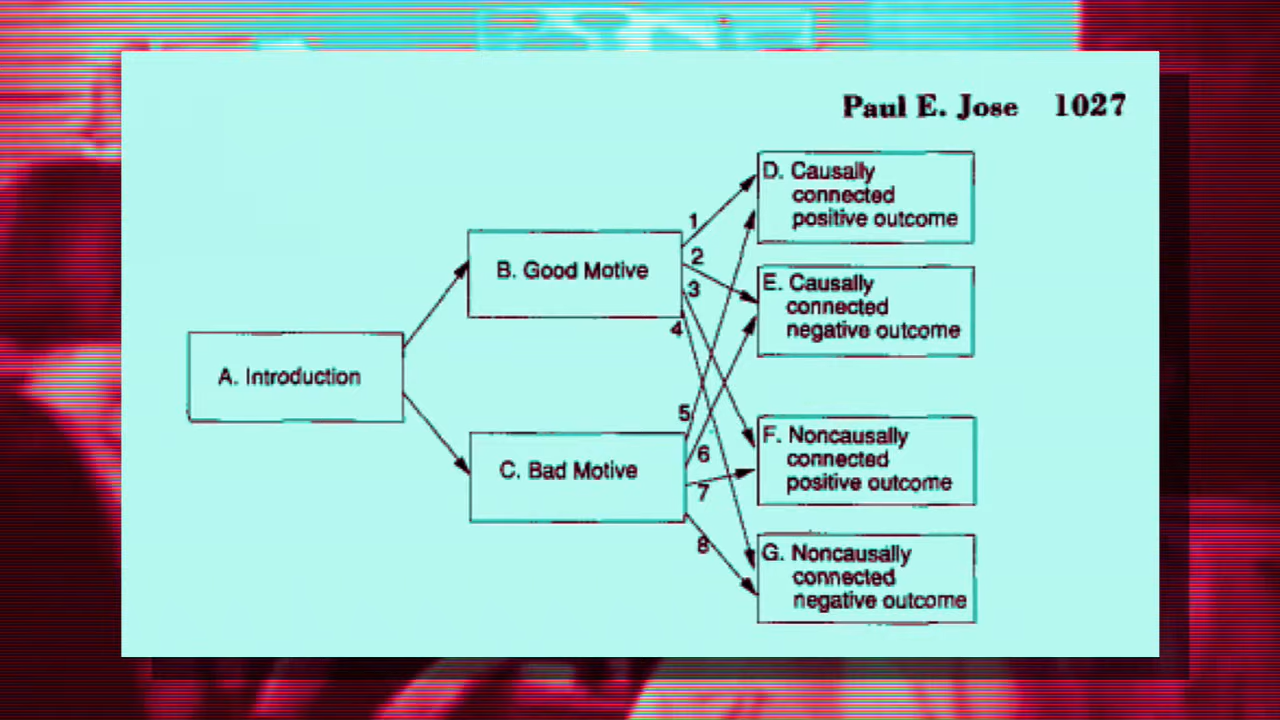 Paul E. Jose 1027
D. Causally
connected
positive outcome
1
B. Good Motive
2
3
4
E. Causally
connected
negative outcome
A. Introduction
5
6
7
8
C. Bad Motive
F. Noncausally
connected
positive outcome
G. Noncausally
connected
negative outcome